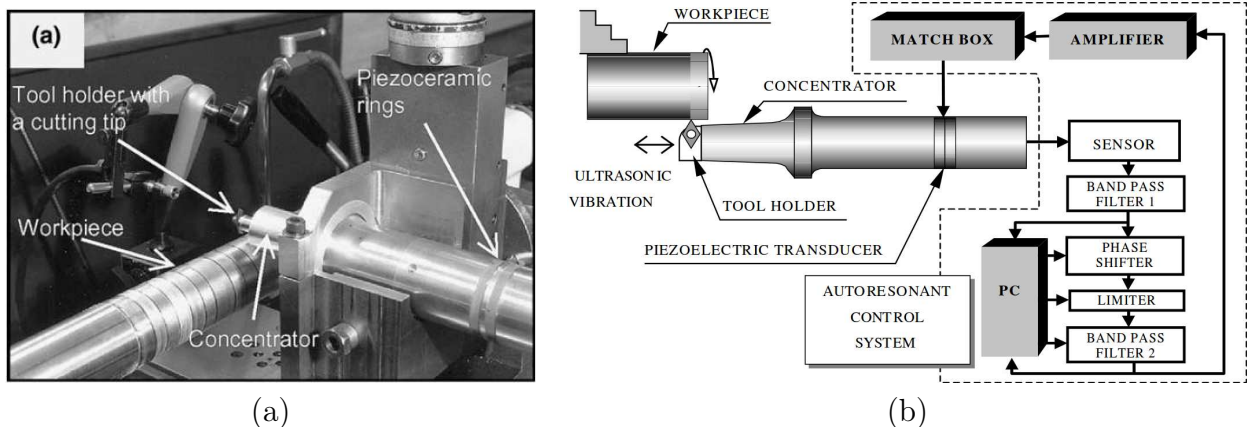 (a)
Tool holder with
a cutting tip
Piezoceramic
rings
Workpiece
Concentrator
(a)
WORKPIECE
MATCH BOX
AMPLIFIER
CONCENTRATOR
SENSOR
ULTRASONIC
VIBRATION
TOOL HOLDER
BAND PASS
FILTER 1
PIEZOELECTRIC TRANSDUCER
PHASE
SHIFTER
PC
AUTORESONANT
CONTROL
SYSTEM
LIMITER
BAND PASS
FILTER 2
(b)